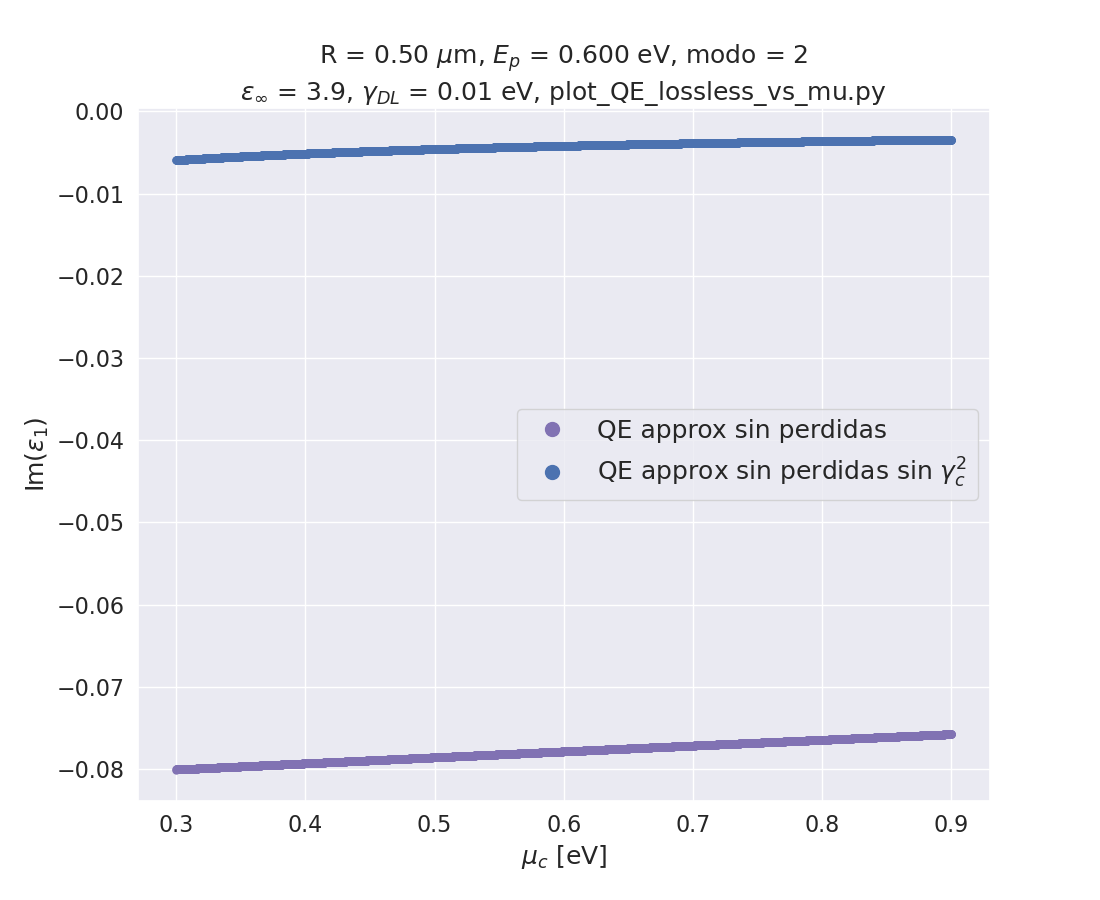 R = 0.50 μm, E_p = 0.600 eV, modo = 2
ε_∞ = 3.9, γ_DL = 0.01 eV, plot_QE_lossless_vs_mu.py
0.00
−0.01
−0.02
−0.03
−0.04
−0.05
−0.06
−0.07
−0.08
Im(ε_1)
QE approx sin perdidas
QE approx sin perdidas sin γ_c^2
0.3 0.4 0.5 0.6 0.7 0.8 0.9
μ_c [eV]